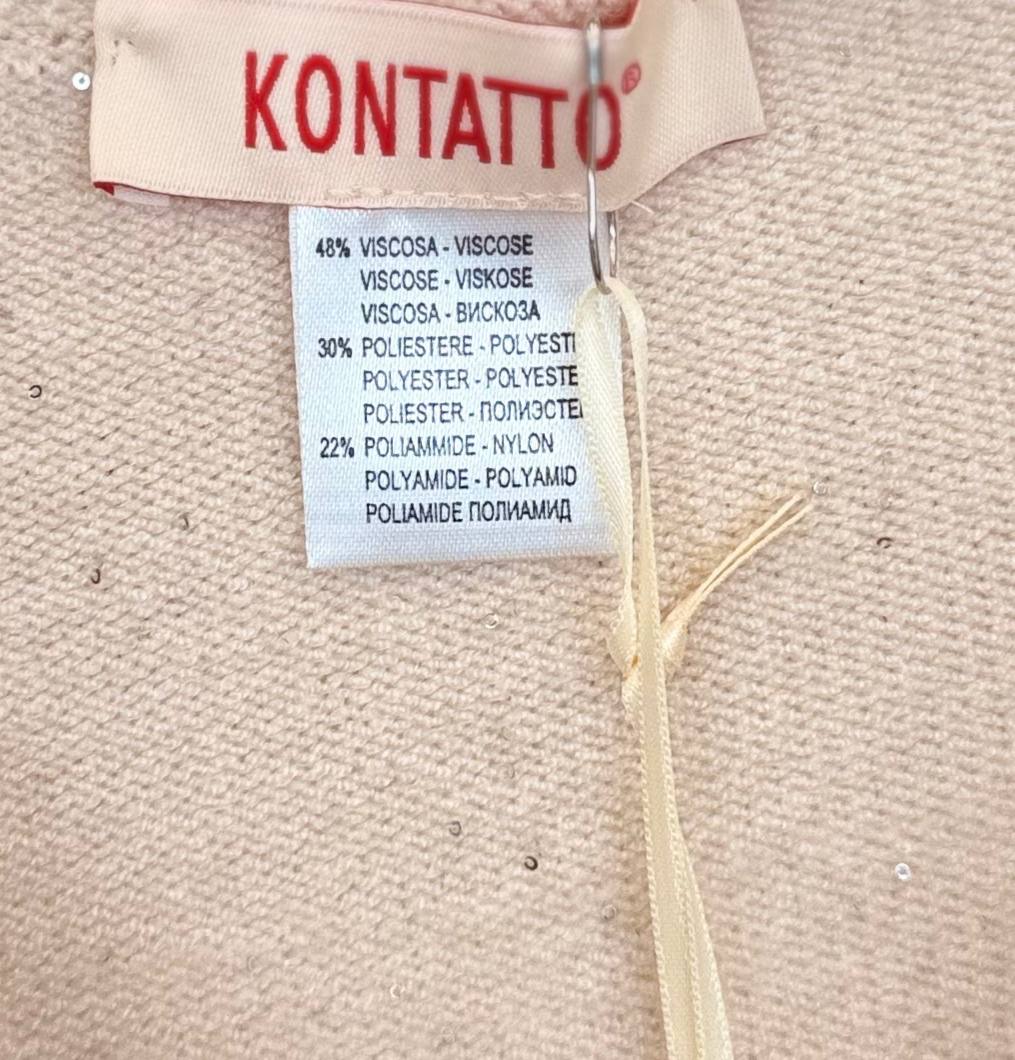 KONTATTO®
48% VISCOSA - VISCOSE
VISCOSE - VISKOSE
VISCOSA - ВИСКОЗА
30% POLIESTERE -
POLYESTER -
POLIESTER -
22% POLIAMMIDE - NYLON
POLYAMIDE - POLYAMID
POLIAMIDE ПОЛИАМИД